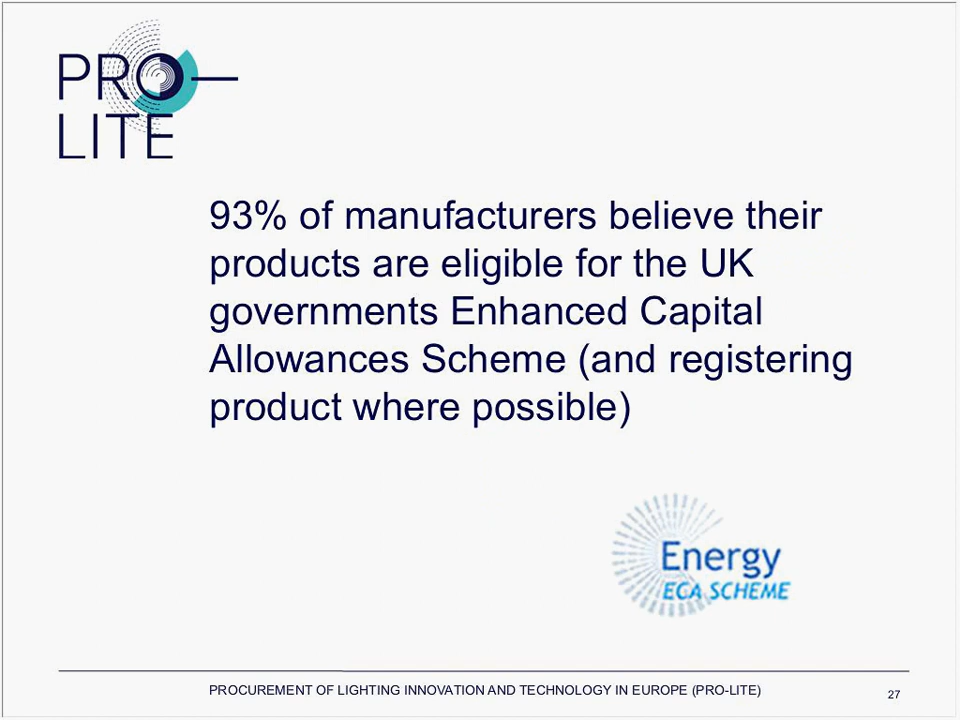 PRO-
LITE
93% of manufacturers believe their
products are eligible for the UK
governments Enhanced Capital
Allowances Scheme (and registering
product where possible)
Energy
ECA SCHEME
PROCUREMENT OF LIGHTING INNOVATION AND TECHNOLOGY IN EUROPE (PRO-LITE)
27